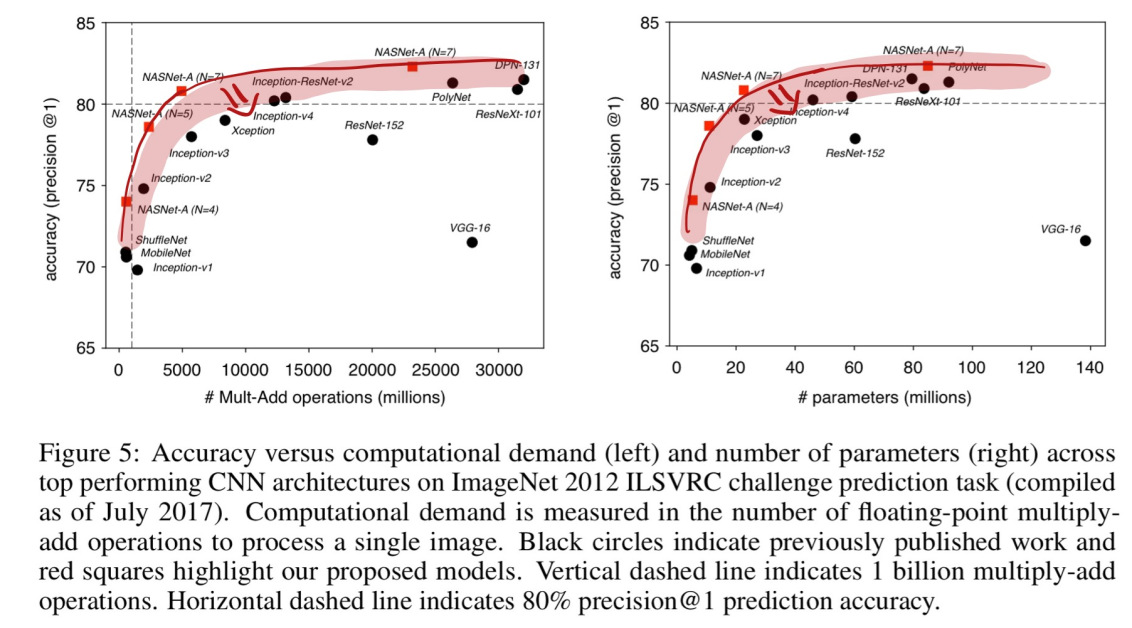 85
80
75
70
65
accuracy (precision @1)
NASNet-A (N=7)
DPN-131
NASNet-A (N=7)
Inception-ResNet-v2
PolyNet
NASNet-A (N=5)
Inception-v4
ResNeXt-101
Xception
ResNet-152
Inception-v3
Inception-v2
NASNet-A (N=4)
VGG-16
ShuffleNet
MobileNet
Inception-v1
0 5000 10000 15000 20000 25000 30000
# Mult-Add operations (millions)
85
80
75
70
65
accuracy (precision @1)
NASNet-A (N=7)
DPN-131 PolyNet
NASNet-A (N=7)
Inception-ResNet-v2
ResNeXt-101
NASNet-A (N=5)
Inception-v4
Xception
Inception-v3
ResNet-152
Inception-v2
NASNet-A (N=4)
VGG-16
ShuffleNet
MobileNet
Inception-v1
0 20 40 60 80 100 120 140
# parameters (millions)
Figure 5: Accuracy versus computational demand (left) and number of parameters (right) across
top performing CNN architectures on ImageNet 2012 ILSVRC challenge prediction task (compiled
as of July 2017). Computational demand is measured in the number of floating-point multiply-
add operations to process a single image. Black circles indicate previously published work and
red squares highlight our proposed models. Vertical dashed line indicates 1 billion multiply-add
operations. Horizontal dashed line indicates 80% precision@1 prediction accuracy.